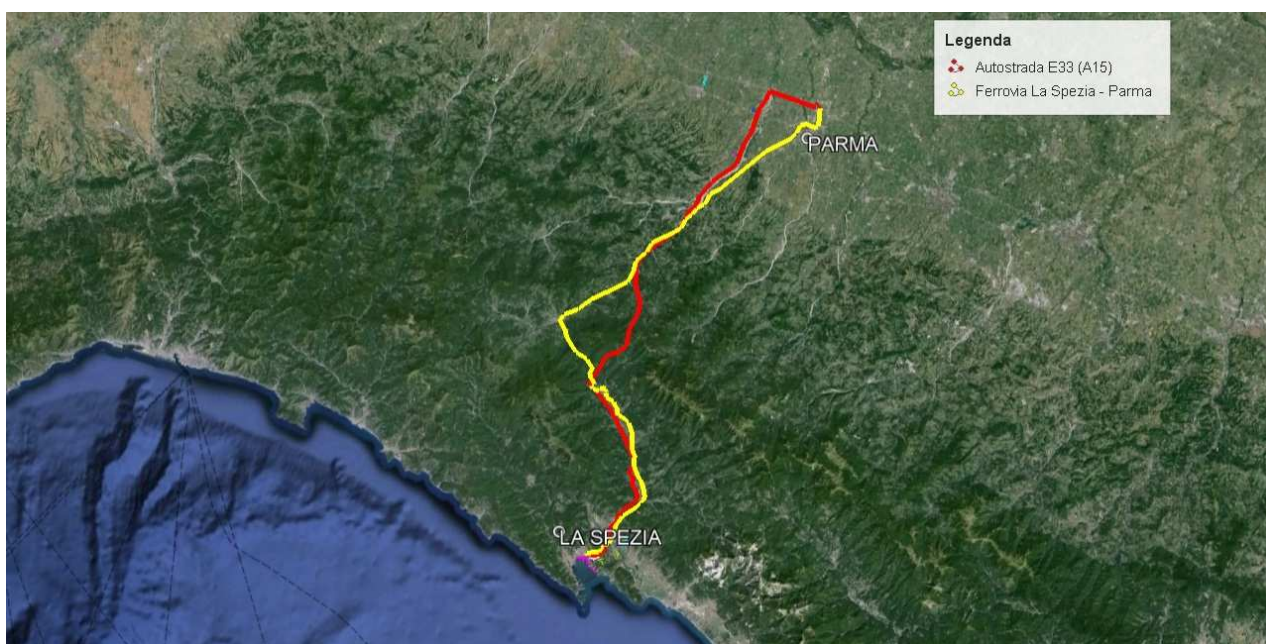 Legenda
Autostrada E33 (A15)
Ferrovia La Spezia - Parma
PARMA
LA SPEZIA